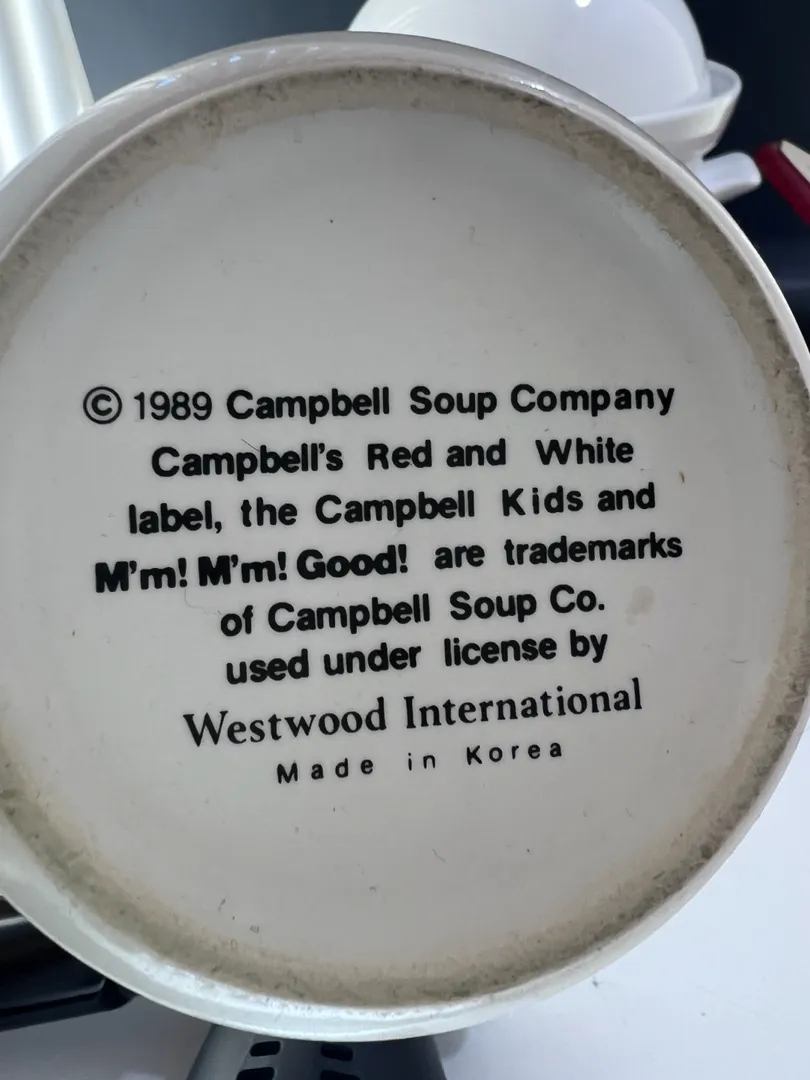 © 1989 Campbell Soup Company
Campbell's Red and White
label, the Campbell Kids and
M'm! M'm! Good! are trademarks
of Campbell Soup Co.
used under license by
Westwood International
Made in Korea